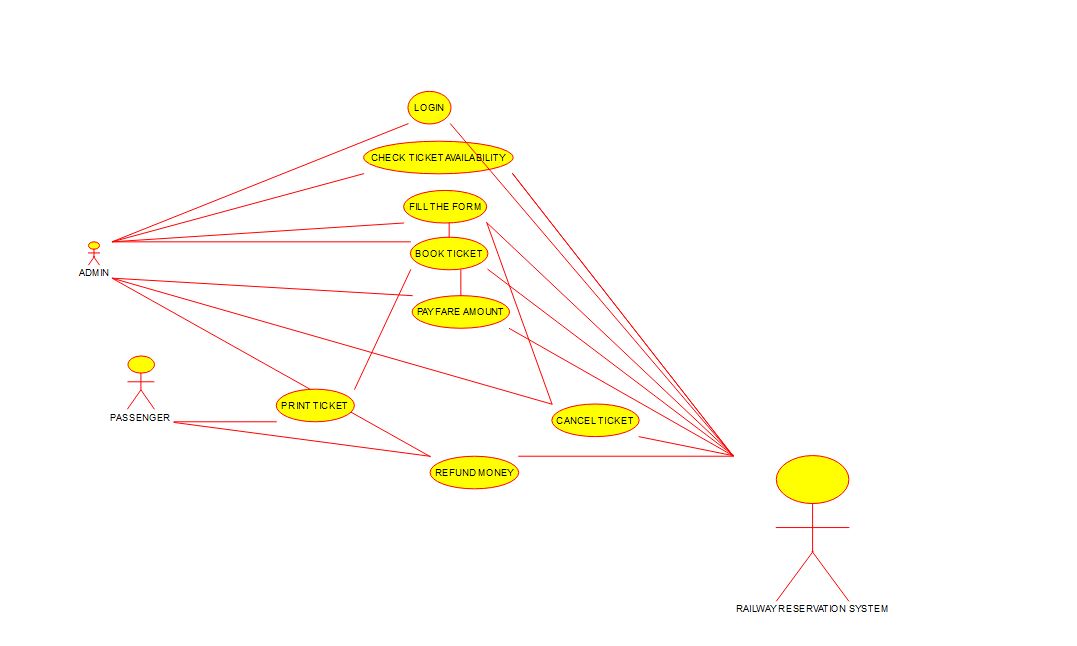 LOGIN
CHECK TICKET AVAILABILITY
FILL THE FORM
BOOK TICKET
ADMIN
PAY FARE AMOUNT
PRINT TICKET
PASSENGER
CANCEL TICKET
REFUND MONEY
RAILWAY RESERVATION SYSTEM